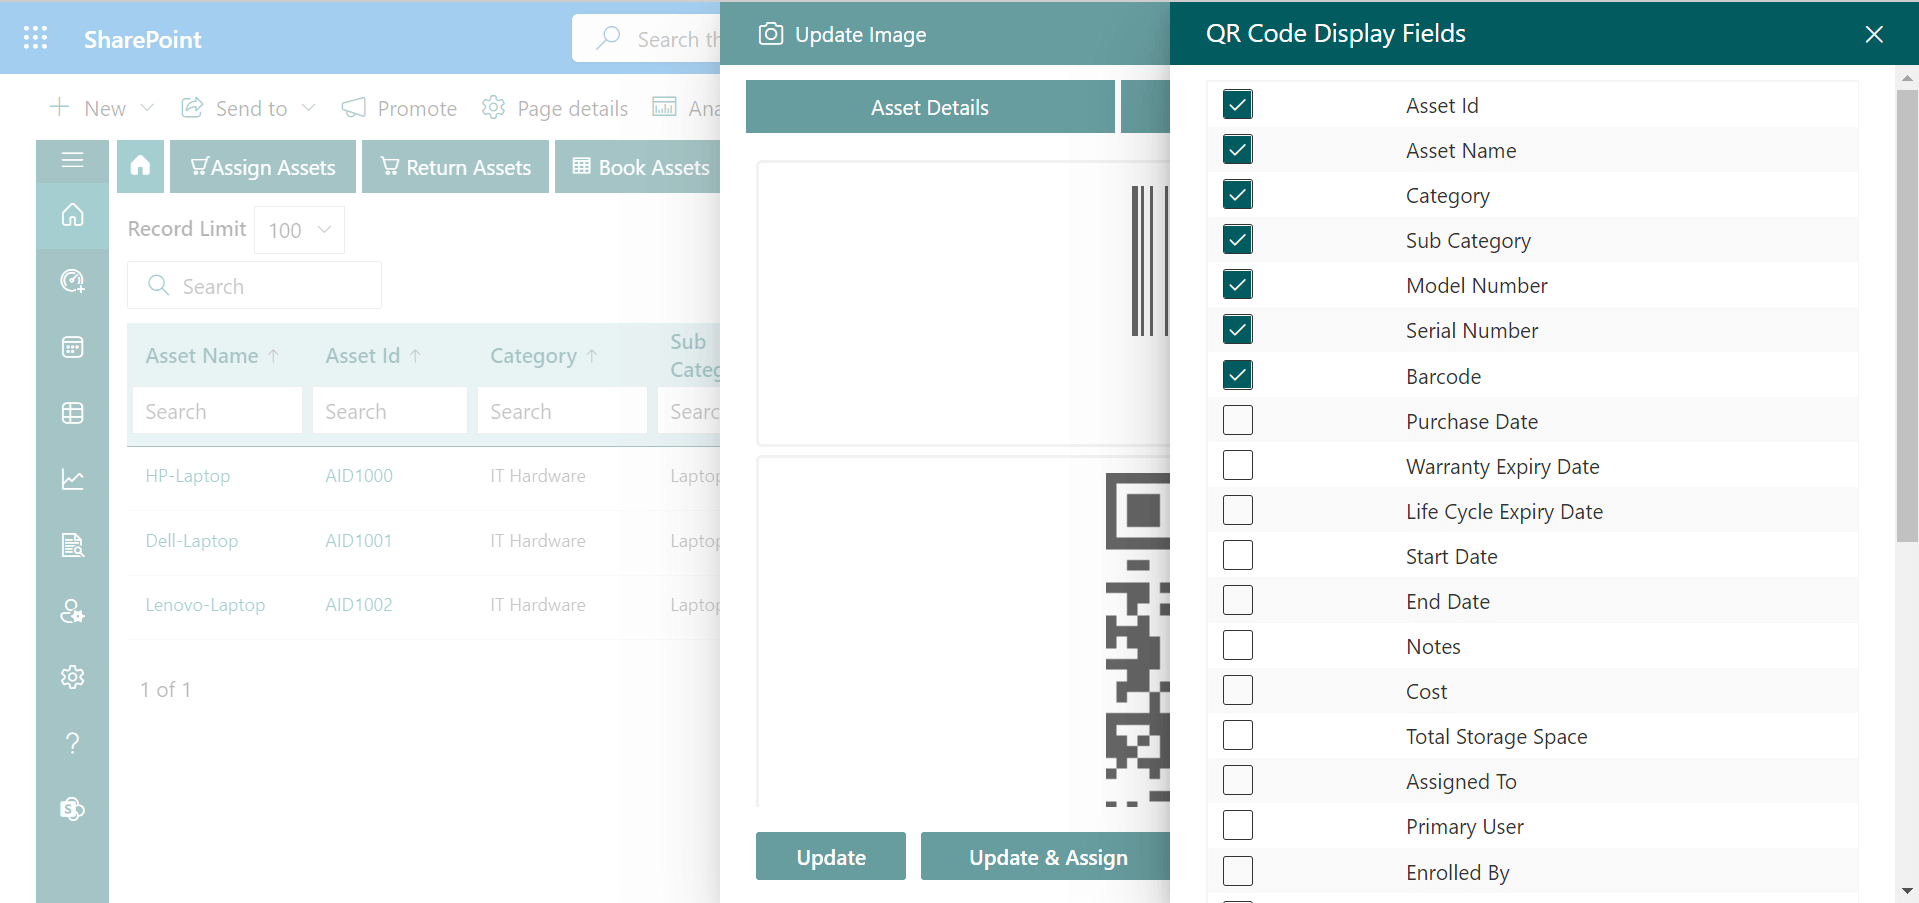 SharePoint
Search th
New
Send to
Promote
Page details
Ana
Assign Assets
Return Assets
Book Assets
Record Limit
100
Search
Asset Name
Asset Id
Category
Sub
Categ
Search
Search
Search
Searc
HP-Laptop
AID1000
IT Hardware
Laptop
Dell-Laptop
AID1001
IT Hardware
Laptop
Lenovo-Laptop
AID1002
IT Hardware
Laptop
1 of 1
Update Image
Asset Details
Update
Update & Assign
QR Code Display Fields
Asset Id
Asset Name
Category
Sub Category
Model Number
Serial Number
Barcode
Purchase Date
Warranty Expiry Date
Life Cycle Expiry Date
Start Date
End Date
Notes
Cost
Total Storage Space
Assigned To
Primary User
Enrolled By